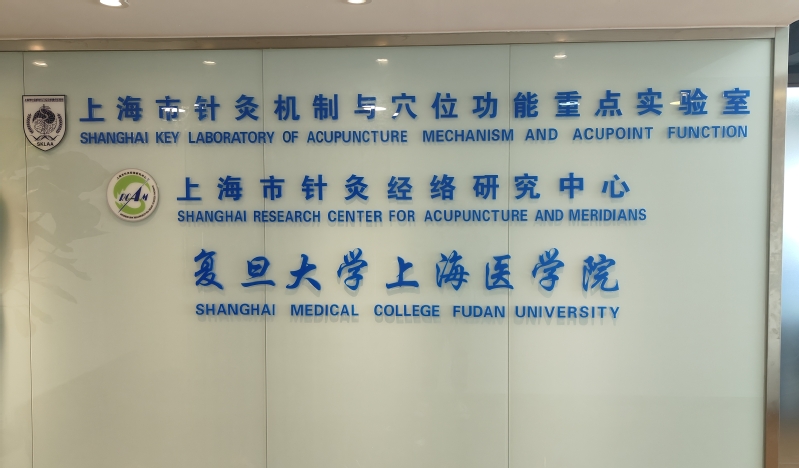 上海市针灸机制与穴位功能重点实验室
SHANGHAI KEY LABORATORY OF ACUPUNCTURE MECHANISM AND ACUPOINT FUNCTION
SKLAA
上海市针灸经络研究中心
SHANGHAI RESEARCH CENTER FOR ACUPUNCTURE AND MERIDIANS
复旦大学上海医学院
SHANGHAI MEDICAL COLLEGE FUDAN UNIVERSITY